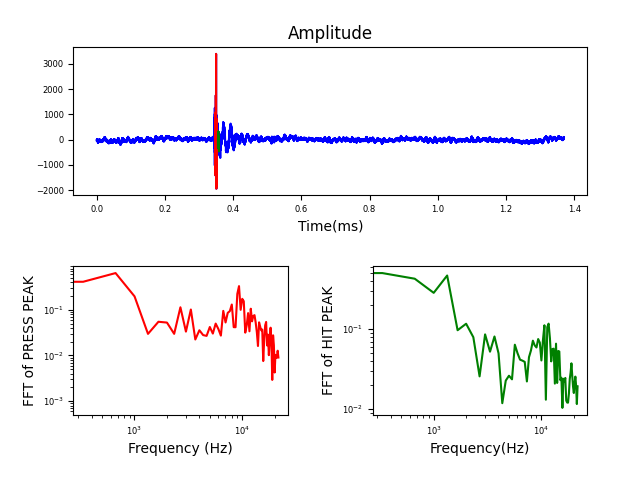 Amplitude
3000
2000
1000
0
−1000
−2000
0.0 0.2 0.4 0.6 0.8 1.0 1.2 1.4
Time(ms)
FFT of PRESS PEAK
10⁻¹
10⁻²
10⁻³
10³ 10⁴
Frequency (Hz)
FFT of HIT PEAK
10⁻¹
10⁻²
10³ 10⁴
Frequency(Hz)